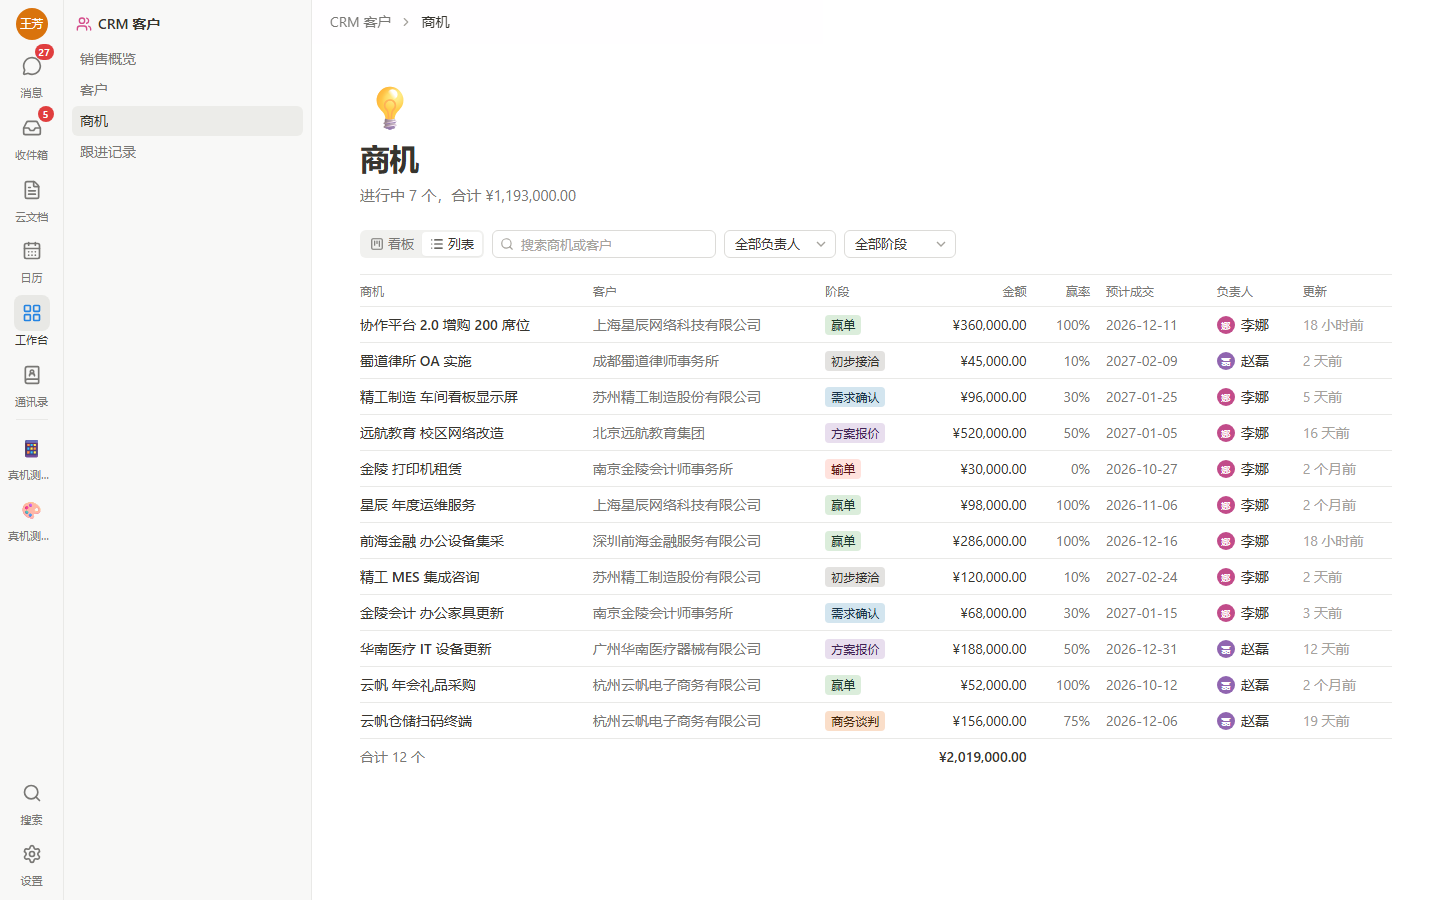 王芳
27
消息
5
收件箱
云文档
日历
工作台
通讯录
真机测...
真机测...
搜索
设置
CRM 客户
销售概览
客户
商机
跟进记录
CRM 客户 > 商机
商机
进行中 7 个，合计 ¥1,193,000.00
看板 列表 搜索商机或客户 全部负责人 全部阶段
商机 客户 阶段 金额 赢率 预计成交 负责人 更新
协作平台 2.0 增购 200 席位 上海星辰网络科技有限公司 赢单 ¥360,000.00 100% 2026-12-11 娜 李娜 18 小时前
蜀道律所 OA 实施 成都蜀道律师事务所 初步接洽 ¥45,000.00 10% 2027-02-09 磊 赵磊 2 天前
精工制造 车间看板显示屏 苏州精工制造股份有限公司 需求确认 ¥96,000.00 30% 2027-01-25 娜 李娜 5 天前
远航教育 校区网络改造 北京远航教育集团 方案报价 ¥520,000.00 50% 2027-01-05 娜 李娜 16 天前
金陵 打印机租赁 南京金陵会计师事务所 输单 ¥30,000.00 0% 2026-10-27 娜 李娜 2 个月前
星辰 年度运维服务 上海星辰网络科技有限公司 赢单 ¥98,000.00 100% 2026-11-06 娜 李娜 2 个月前
前海金融 办公设备集采 深圳前海金融服务有限公司 赢单 ¥286,000.00 100% 2026-12-16 娜 李娜 18 小时前
精工 MES 集成咨询 苏州精工制造股份有限公司 初步接洽 ¥120,000.00 10% 2027-02-24 娜 李娜 2 天前
金陵会计 办公家具更新 南京金陵会计师事务所 需求确认 ¥68,000.00 30% 2027-01-15 娜 李娜 3 天前
华南医疗 IT 设备更新 广州华南医疗器械有限公司 方案报价 ¥188,000.00 50% 2026-12-31 磊 赵磊 12 天前
云帆 年会礼品采购 杭州云帆电子商务有限公司 赢单 ¥52,000.00 100% 2026-10-12 磊 赵磊 2 个月前
云帆仓储扫码终端 杭州云帆电子商务有限公司 商务谈判 ¥156,000.00 75% 2026-12-06 磊 赵磊 19 天前
合计 12 个 ¥2,019,000.00